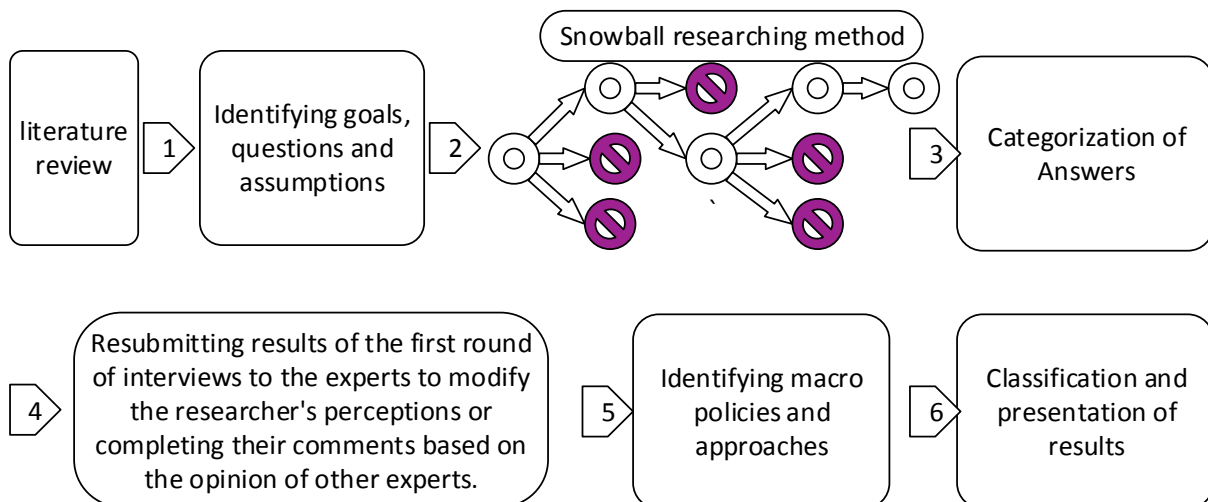 Snowball researching method
literature
review
1
Identifying goals,
questions and
assumptions
2
3
Categorization of
Answers
4
Resubmitting results of the first round
of interviews to the experts to modify
the researcher's perceptions or
completing their comments based on
the opinion of other experts.
5
Identifying macro
policies and
approaches
6
Classification and
presentation of
results